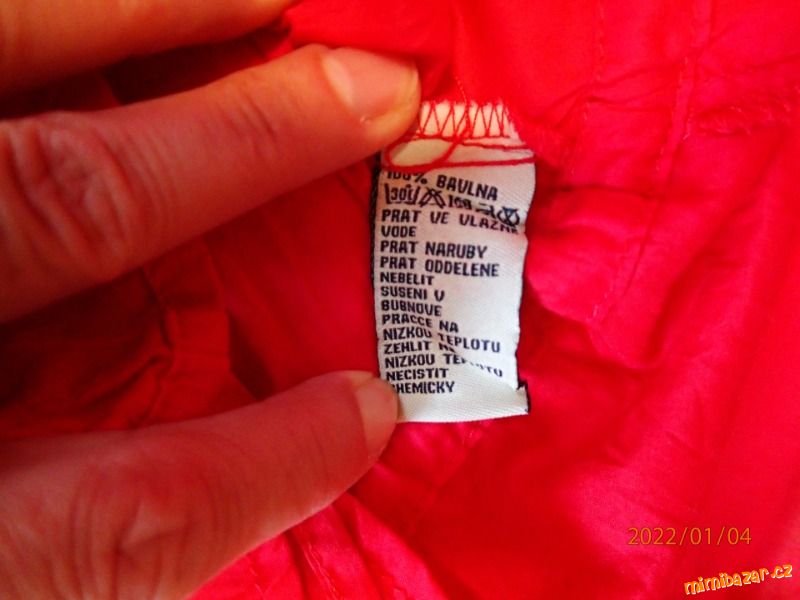 100% BAVLNA
30°
PRAT VE VLAZNE
VODE
PRAT NARUBY
PRAT ODDELENE
NEBELIT
SUSENI V
BUBNOVE
PRACCE NA
NIZKOU TEPLOTU
ZEHLIT NA
NIZKOU TEPLOTU
NECISTIT
CHEMICKY
2022/01/04
mimibazar.cz